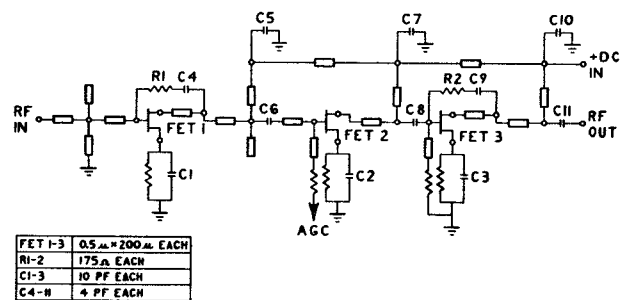 C5
C7
C10
+DC
IN
R1
C4
R2
C9
RF
IN
FET 1
C6
FET 2
C8
FET 3
C11
RF
OUT
C1
C2
C3
AGC
FET 1-3 0.5μ×200μ EACH
R1-2 175Ω EACH
C1-3 10 PF EACH
C4-11 4 PF EACH